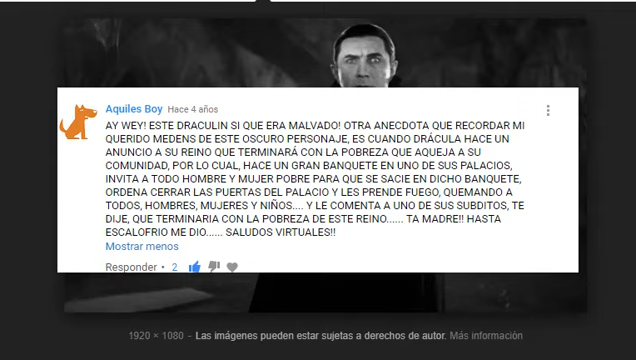 Aquiles Boy Hace 4 años
AY WEY! ESTE DRACULIN SI QUE ERA MALVADO! OTRA ANECDOTA QUE RECORDAR MI
QUERIDO MEDENS DE ESTE OSCURO PERSONAJE, ES CUANDO DRÁCULA HACE UN
ANUNCIO A SU REINO QUE TERMINARÁ CON LA POBREZA QUE AQUEJA A SU
COMUNIDAD, POR LO CUAL, HACE UN GRAN BANQUETE EN UNO DE SUS PALACIOS,
INVITA A TODO HOMBRE Y MUJER POBRE PARA QUE SE SACIE EN DICHO BANQUETE,
ORDENA CERRAR LAS PUERTAS DEL PALACIO Y LES PRENDE FUEGO, QUEMANDO A
TODOS, HOMBRES, MUJERES Y NIÑOS.... Y LE COMENTA A UNO DE SUS SUBDITOS, TE
DIJE, QUE TERMINARIA CON LA POBREZA DE ESTE REINO...... TA MADRE!! HASTA
ESCALOFRIO ME DIO...... SALUDOS VIRTUALES!!
Mostrar menos
Responder • 2
1920 × 1080 - Las imágenes pueden estar sujetas a derechos de autor. Más información